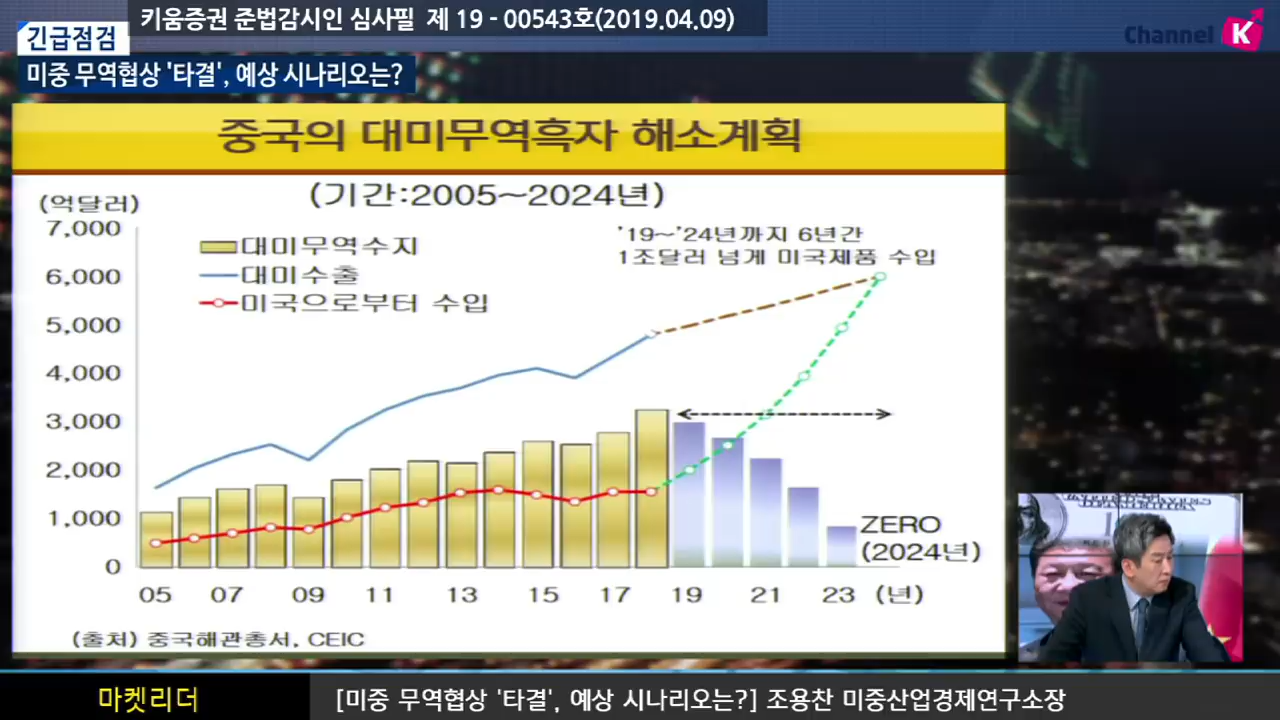 키움증권 준법감시인 심사필 제 19 - 00543호(2019.04.09)
긴급점검
Channel K
미중 무역협상 '타결', 예상 시나리오는?
중국의 대미무역흑자 해소계획
(기간:2005~2024년)
(억달러)
7,000
6,000
5,000
4,000
3,000
2,000
1,000
0
대미무역수지
대미수출
미국으로부터 수입
'19~'24년까지 6년간
1조달러 넘게 미국제품 수입
ZERO
(2024년)
05 07 09 11 13 15 17 19 21 23 (년)
(출처) 중국해관총서, CEIC
마켓리더
[미중 무역협상 '타결', 예상 시나리오는?] 조용찬 미중산업경제연구소장